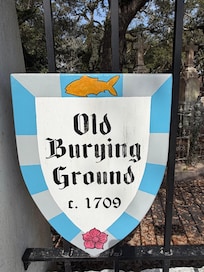 Old
Burying
Ground
c. 1709